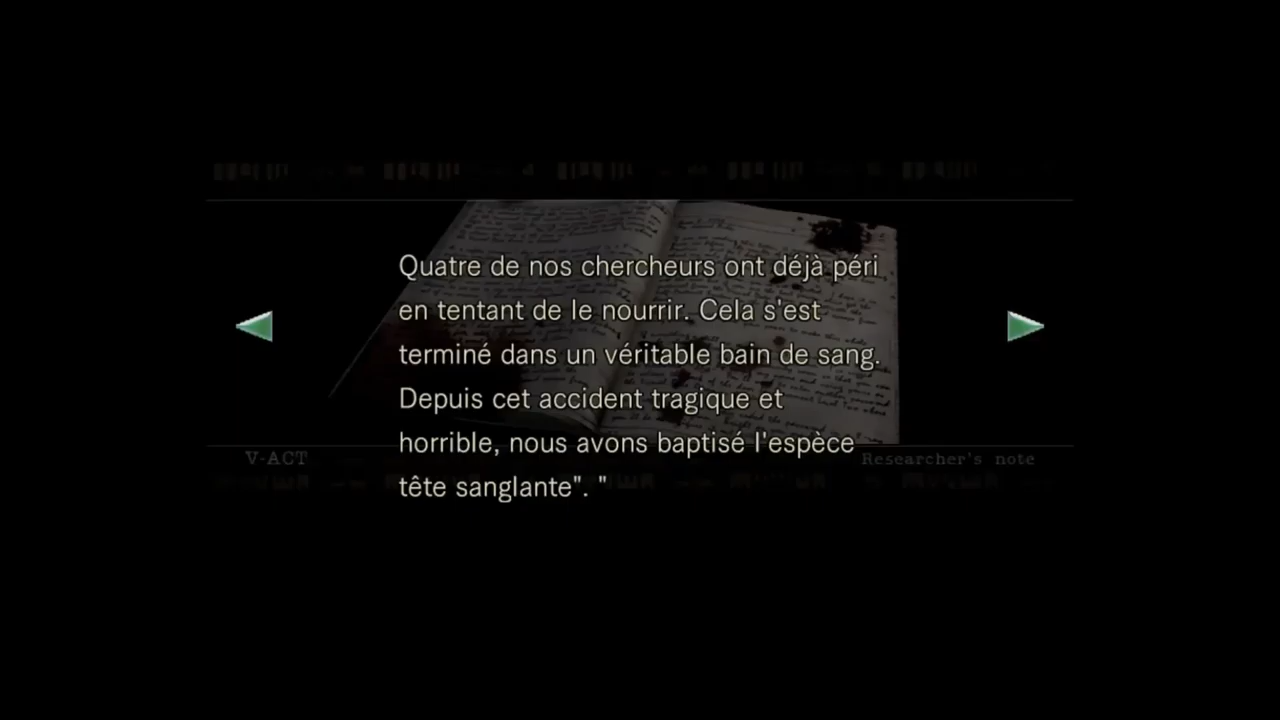 Quatre de nos chercheurs ont déjà péri
en tentant de le nourrir. Cela s'est
terminé dans un véritable bain de sang.
Depuis cet accident tragique et
horrible, nous avons baptisé l'espèce
tête sanglante". "
V-ACT
Researcher's note